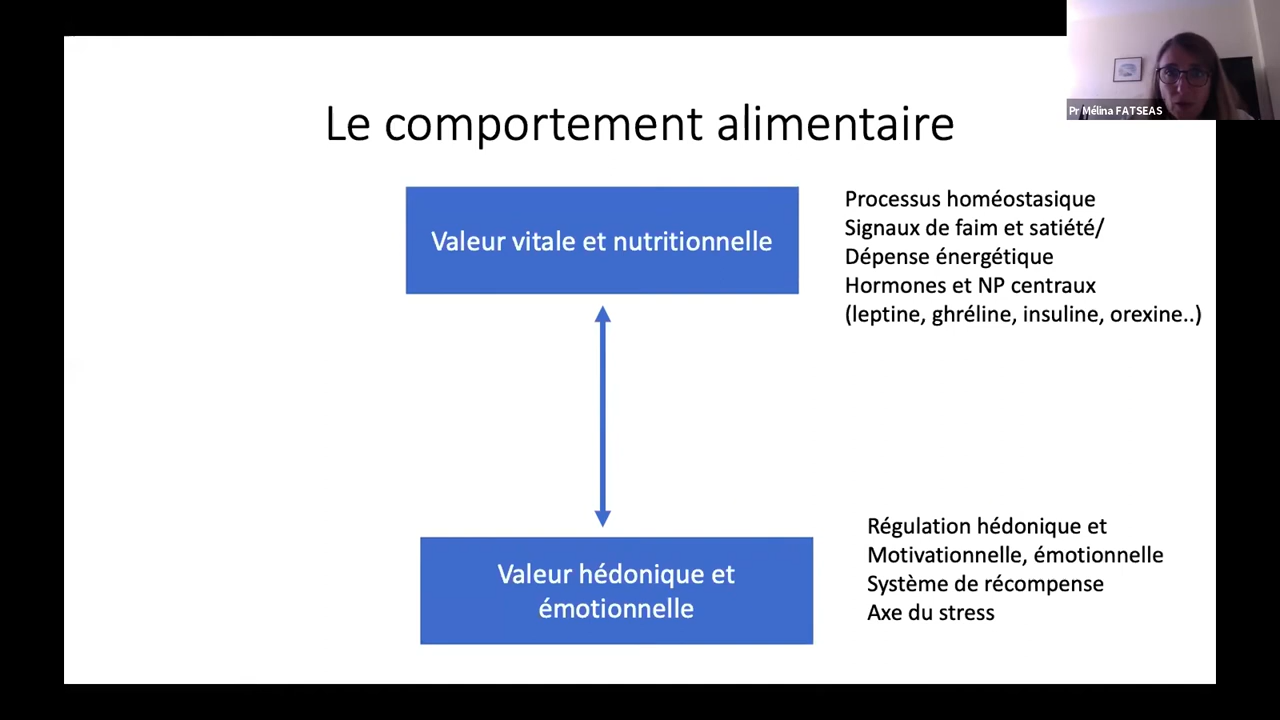 Pr Mélina FATSEAS
Le comportement alimentaire
Valeur vitale et nutritionnelle
Processus homéostasique
Signaux de faim et satiété/
Dépense énergétique
Hormones et NP centraux
(leptine, ghréline, insuline, orexine..)
Valeur hédonique et
émotionnelle
Régulation hédonique et
Motivationnelle, émotionnelle
Système de récompense
Axe du stress